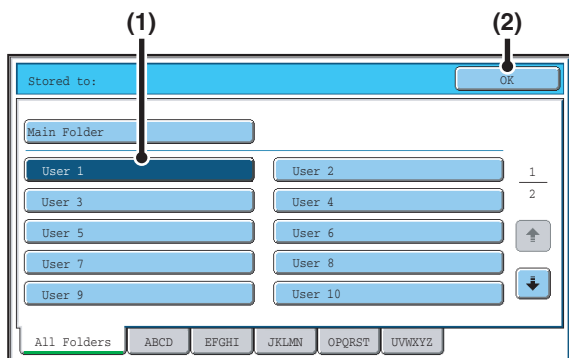 (1) (2)
Stored to: OK
Main Folder
User 1 User 2 1
User 3 User 4 2
User 5 User 6
User 7 User 8
User 9 User 10
All Folders ABCD EFGHI JKLMN OPQRST UVWXYZ